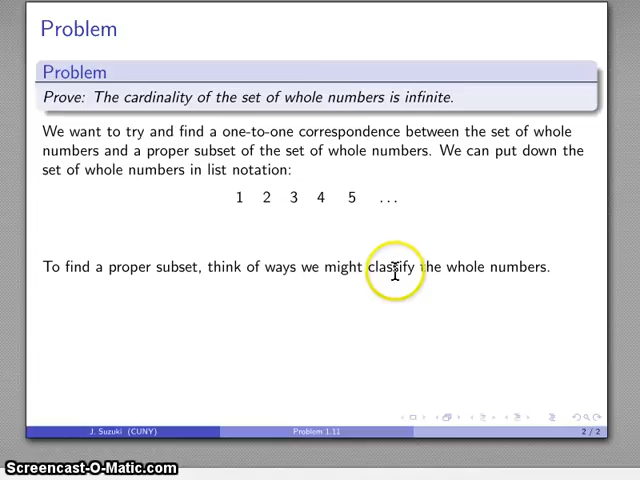 Problem
Problem
Prove: The cardinality of the set of whole numbers is infinite.
We want to try and find a one-to-one correspondence between the set of whole
numbers and a proper subset of the set of whole numbers. We can put down the
set of whole numbers in list notation:
1 2 3 4 5 ...
To find a proper subset, think of ways we might classify the whole numbers.
J. Suzuki (CUNY) Problem 1.11 2 / 2
Screencast-O-Matic.com